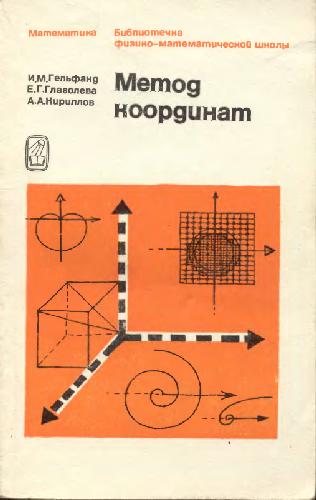 Математика
Библиотечка
физико-математической школы
И.М.Гельфанд
Е.Г.Глаголева
А.А.Кириллов
Метод
координат